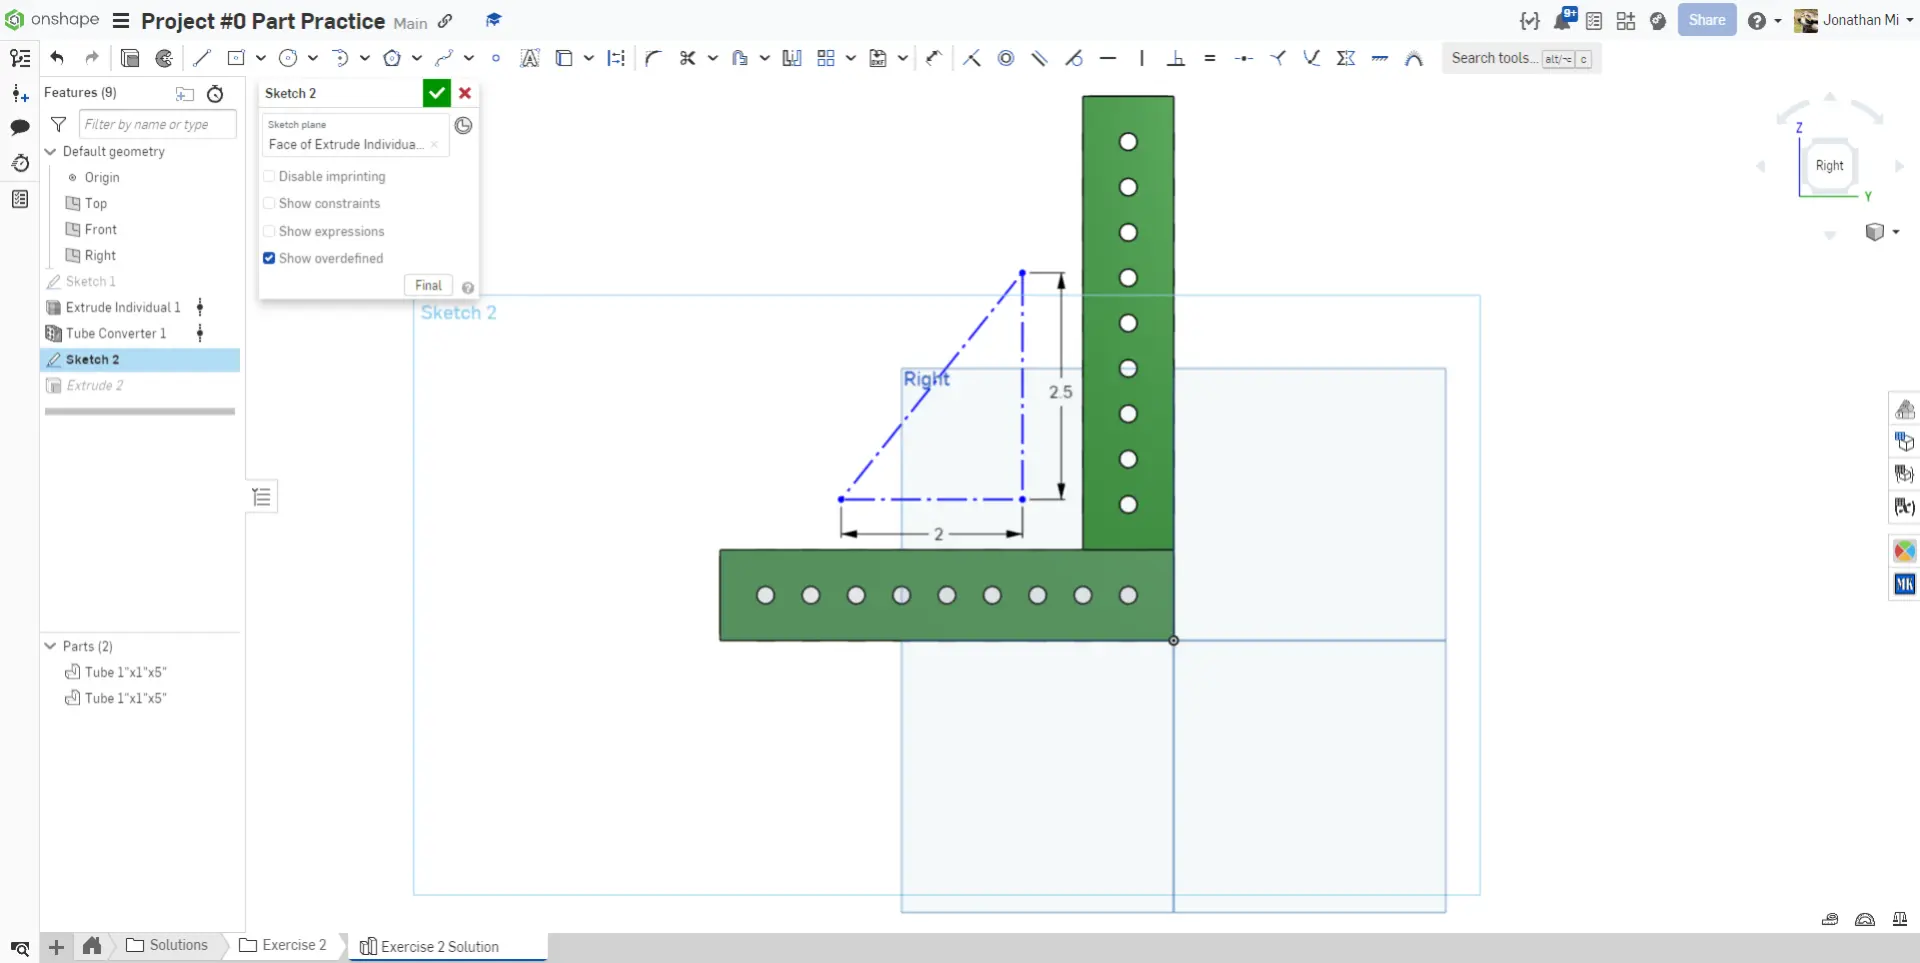 onshape Project #0 Part Practice Main 9+ Share Jonathan Mi
Search tools... alt/⌥ c
Features (9)
Filter by name or type
Default geometry
Origin
Top
Front
Right
Sketch 1
Extrude Individual 1
Tube Converter 1
Sketch 2
Extrude 2
Parts (2)
Tube 1"x1"x5"
Tube 1"x1"x5"
Sketch 2
Sketch plane
Face of Extrude Individua...
Disable imprinting
Show constraints
Show expressions
Show overdefined
Final
Sketch 2
Right
2.5
2
Z
Right
Y
(x)
MK
Solutions Exercise 2 Exercise 2 Solution